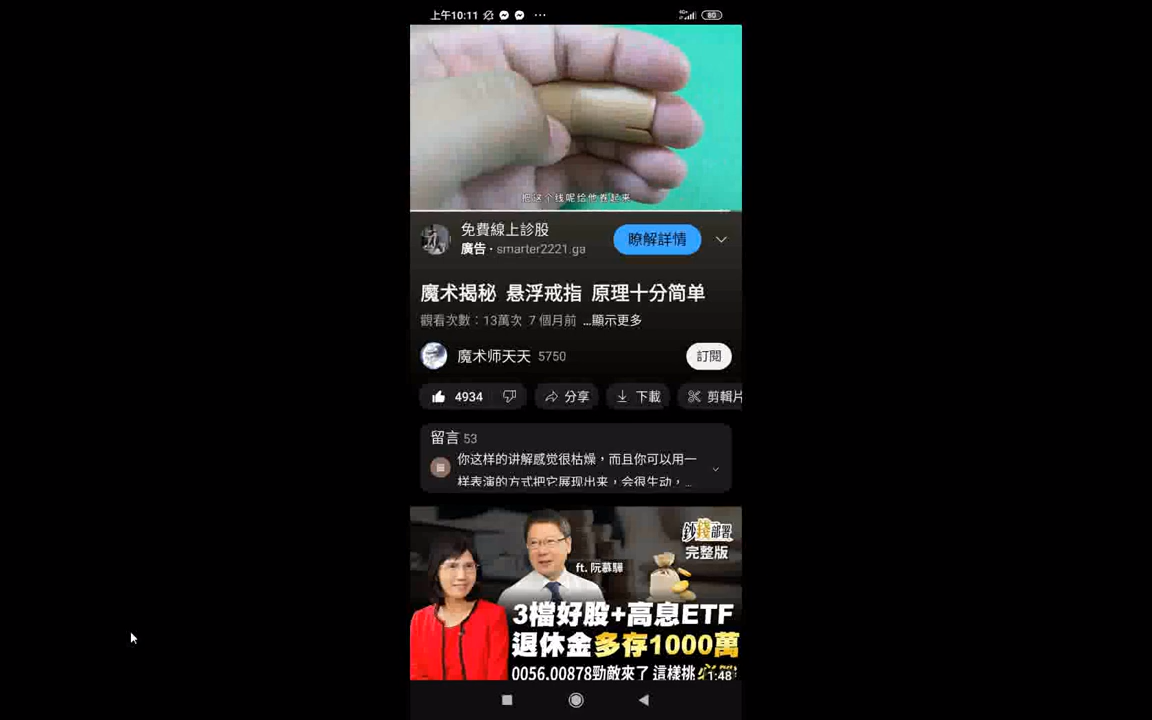 上午10:11
80
把这个线呢给他卷起来
免費線上診股
廣告・smarter2221.ga
瞭解詳情
魔术揭秘 悬浮戒指 原理十分简单
觀看次數：13萬次 7 個月前 ...顯示更多
魔术师天天 5750
訂閱
4934
分享
下載
剪輯片
留言 53
你这样的讲解感觉很枯燥，而且你可以用一
样表演的方式把它展现出来，会很生动，...
鈔錢部署
完整版
ft. 阮慕驊
3檔好股+高息ETF
退休金多存1000萬
0056.00878勁敵來了 這樣挑
1:48